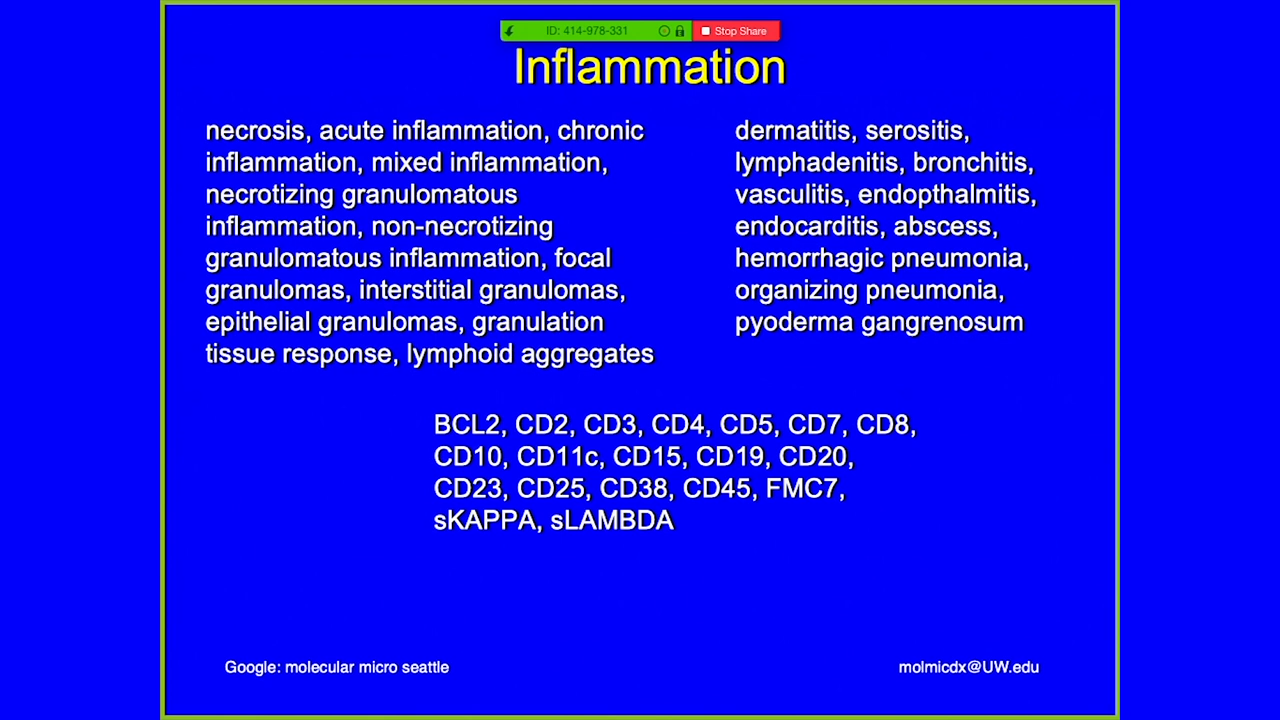 ID: 414-978-331
Stop Share
Inflammation
necrosis, acute inflammation, chronic
inflammation, mixed inflammation,
necrotizing granulomatous
inflammation, non-necrotizing
granulomatous inflammation, focal
granulomas, interstitial granulomas,
epithelial granulomas, granulation
tissue response, lymphoid aggregates
dermatitis, serositis,
lymphadenitis, bronchitis,
vasculitis, endopthalmitis,
endocarditis, abscess,
hemorrhagic pneumonia,
organizing pneumonia,
pyoderma gangrenosum
BCL2, CD2, CD3, CD4, CD5, CD7, CD8,
CD10, CD11c, CD15, CD19, CD20,
CD23, CD25, CD38, CD45, FMC7,
sKAPPA, sLAMBDA
Google: molecular micro seattle
molmicdx@UW.edu